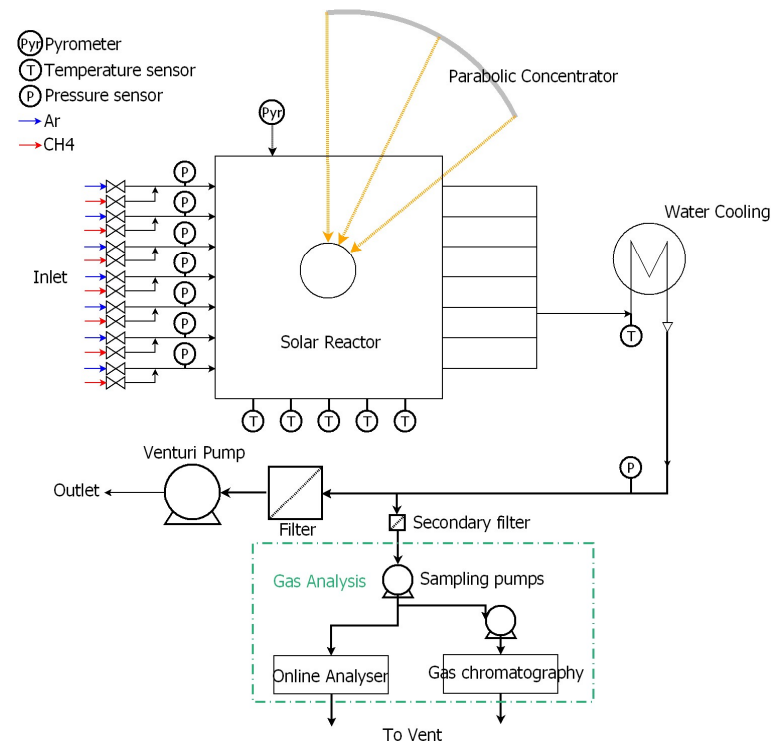 Pyr Pyrometer
T Temperature sensor
P Pressure sensor
Ar
CH4
Parabolic Concentrator
Pyr
P
P
P
P
P
P
P
Inlet
Solar Reactor
Water Cooling
T
T T T T T
Venturi Pump
P
Outlet
Filter
Secondary filter
Gas Analysis
Sampling pumps
Online Analyser
Gas chromatography
To Vent